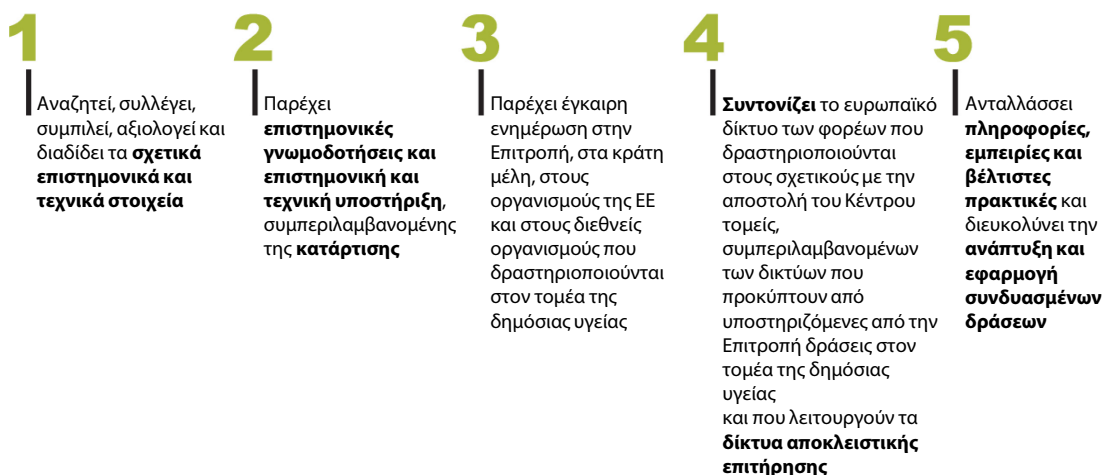 1
Αναζητεί, συλλέγει,
συμπιλεί, αξιολογεί και
διαδίδει τα σχετικά
επιστημονικά και
τεχνικά στοιχεία
2
Παρέχει
επιστημονικές
γνωμοδοτήσεις και
επιστημονική και
τεχνική υποστήριξη,
συμπεριλαμβανομένης
της κατάρτισης
3
Παρέχει έγκαιρη
ενημέρωση στην
Επιτροπή, στα κράτη
μέλη, στους
οργανισμούς της ΕΕ
και στους διεθνείς
οργανισμούς που
δραστηριοποιούνται
στον τομέα της
δημόσιας υγείας
4
Συντονίζει το ευρωπαϊκό
δίκτυο των φορέων που
δραστηριοποιούνται
στους σχετικούς με την
αποστολή του Κέντρου
τομείς,
συμπεριλαμβανομένων
των δικτύων που
προκύπτουν από
υποστηριζόμενες από την
Επιτροπή δράσεις στον
τομέα της δημόσιας
υγείας
και που λειτουργούν τα
δίκτυα αποκλειστικής
επιτήρησης
5
Ανταλλάσσει
πληροφορίες,
εμπειρίες και
βέλτιστες
πρακτικές και
διευκολύνει την
ανάπτυξη και
εφαρμογή
συνδυασμένων
δράσεων